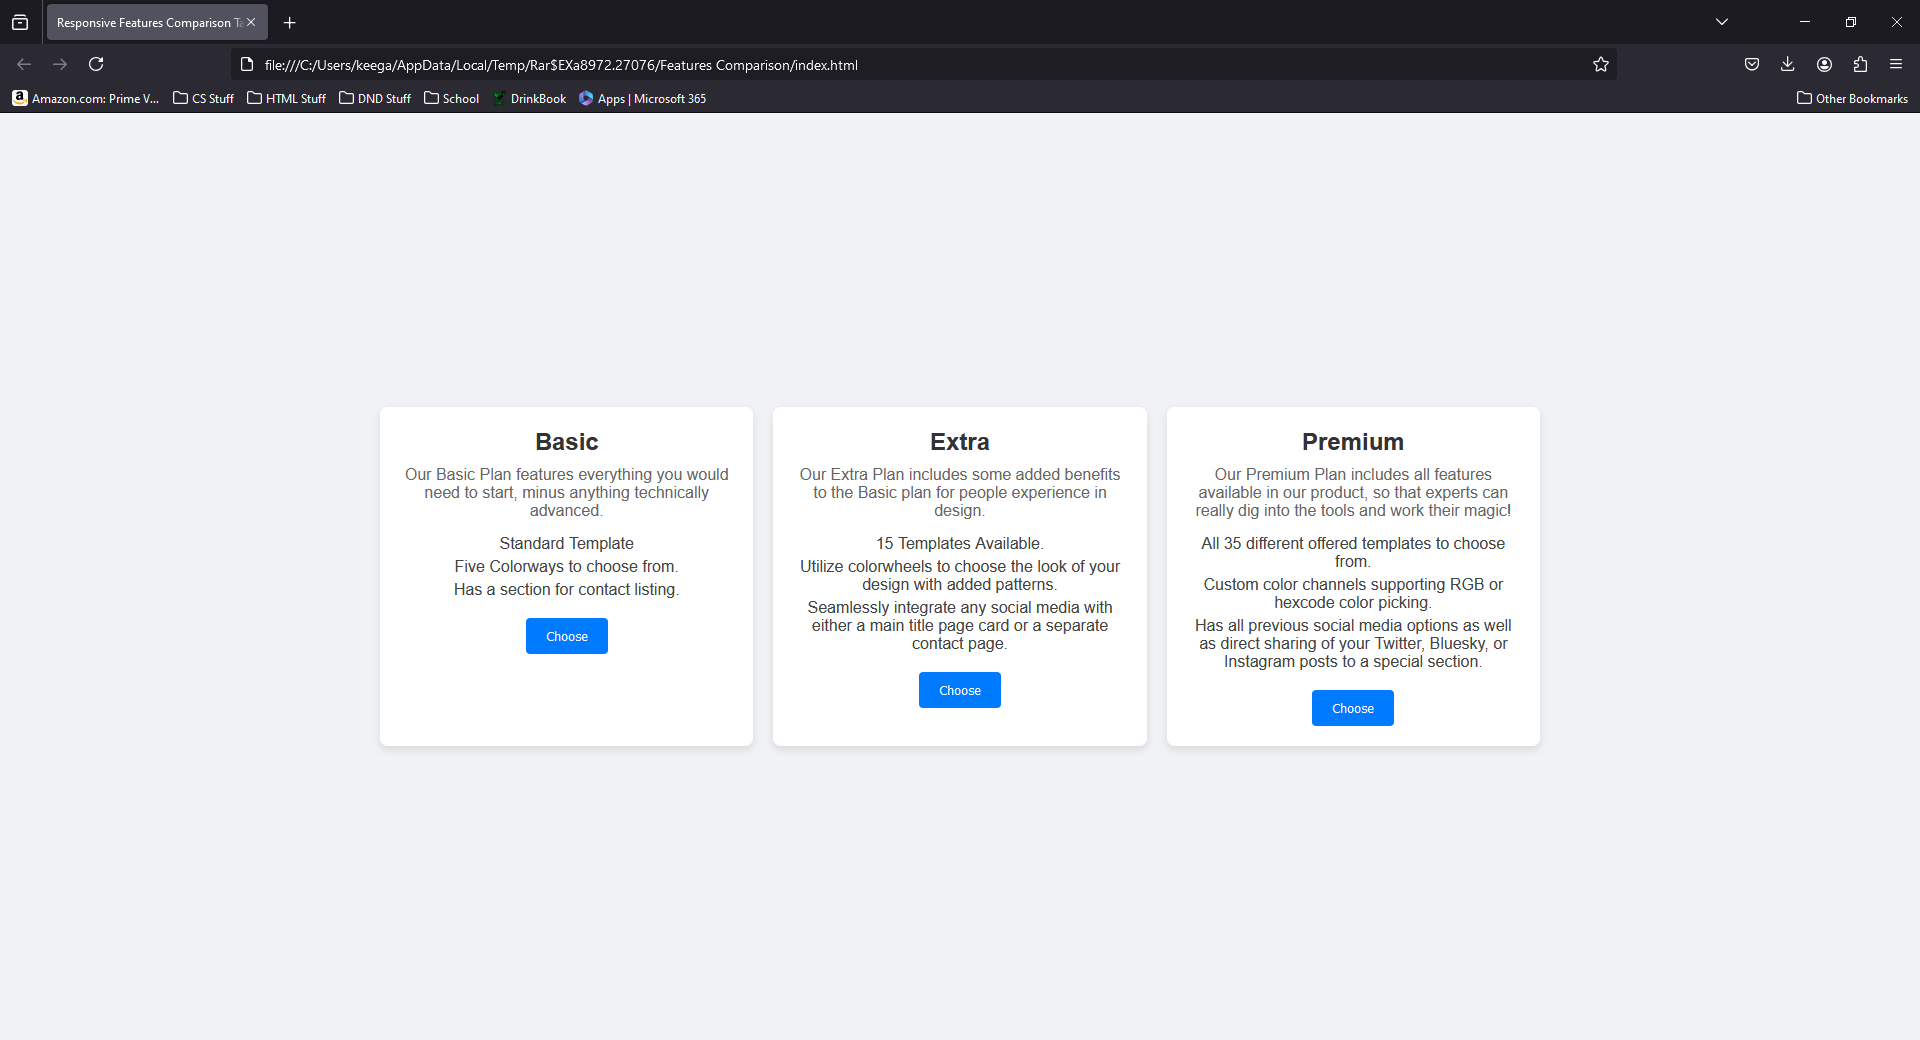 Responsive Features Comparison Ta
file:///C:/Users/keega/AppData/Local/Temp/Rar$EXa8972.27076/Features Comparison/index.html
Amazon.com: Prime V... CS Stuff HTML Stuff DND Stuff School DrinkBook Apps | Microsoft 365 Other Bookmarks
Basic
Our Basic Plan features everything you would
need to start, minus anything technically
advanced.
Standard Template
Five Colorways to choose from.
Has a section for contact listing.
Choose
Extra
Our Extra Plan includes some added benefits
to the Basic plan for people experience in
design.
15 Templates Available.
Utilize colorwheels to choose the look of your
design with added patterns.
Seamlessly integrate any social media with
either a main title page card or a separate
contact page.
Choose
Premium
Our Premium Plan includes all features
available in our product, so that experts can
really dig into the tools and work their magic!
All 35 different offered templates to choose
from.
Custom color channels supporting RGB or
hexcode color picking.
Has all previous social media options as well
as direct sharing of your Twitter, Bluesky, or
Instagram posts to a special section.
Choose